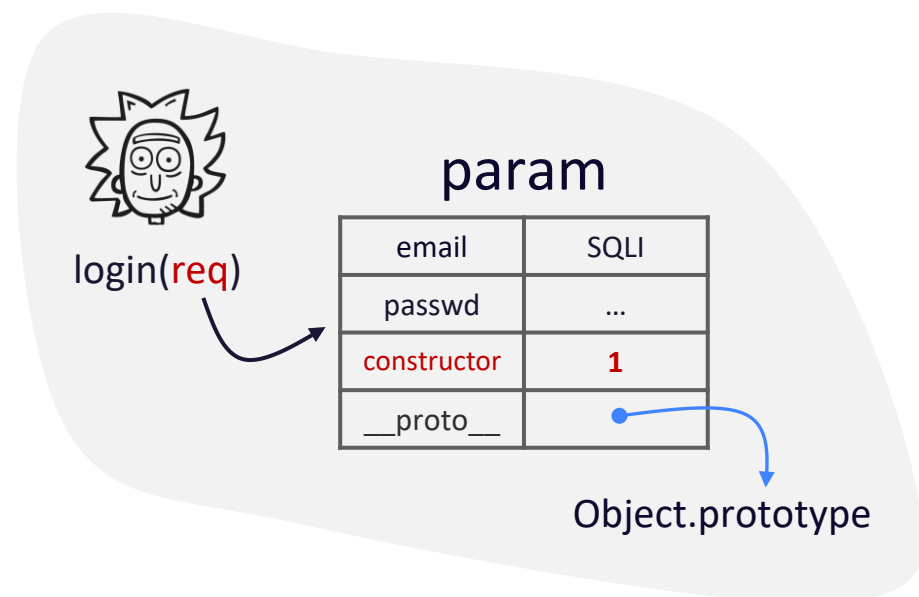 param
login(req)
email SQLI
passwd ...
constructor 1
__proto__
Object.prototype